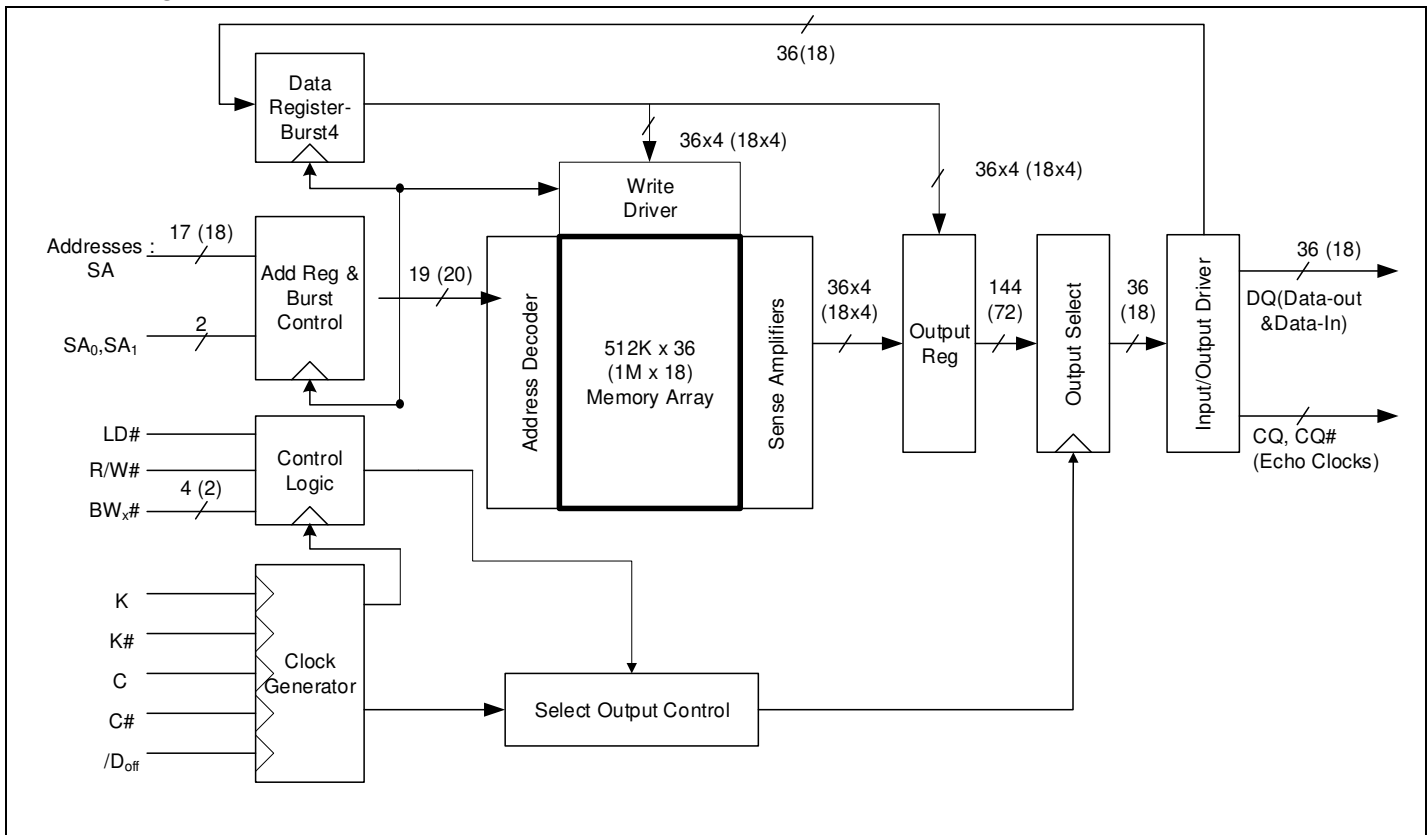 36(18)
Data
Register-
Burst4
36x4 (18x4)
36x4 (18x4)
Write
Driver
Addresses :
SA
17 (18)
Add Reg &
Burst
Control
2
SA0,SA1
19 (20)
Address Decoder
512K x 36
(1M x 18)
Memory Array
Sense Amplifiers
36x4
(18x4)
Output
Reg
144
(72)
Output Select
36
(18)
Input/Output Driver
36 (18)
DQ(Data-out
&Data-In)
CQ, CQ#
(Echo Clocks)
LD#
R/W#
4 (2)
BWx#
Control
Logic
K
K#
C
C#
/Doff
Clock
Generator
Select Output Control